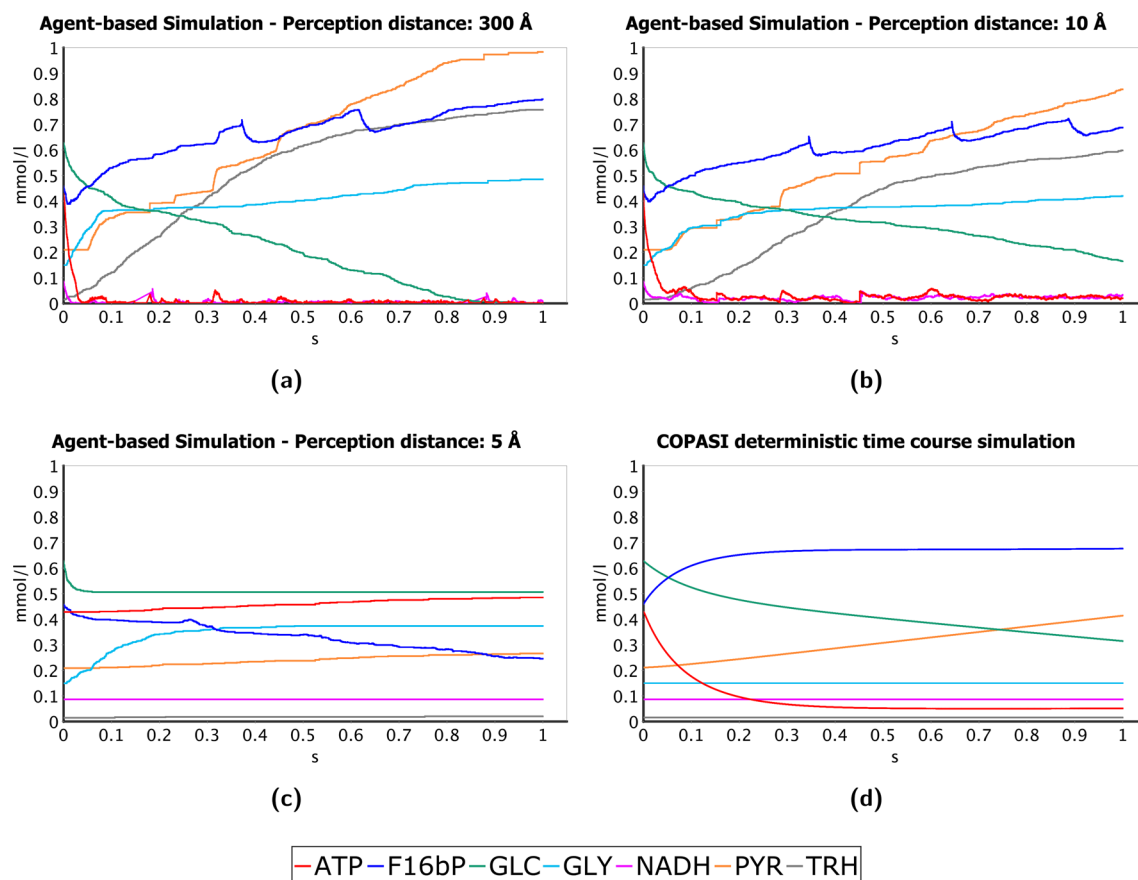 Agent-based Simulation - Perception distance: 300 Å
Agent-based Simulation - Perception distance: 10 Å
1
0.9
0.8
0.7
0.6
0.5
0.4
0.3
0.2
0.1
0
mmol/l
0 0.1 0.2 0.3 0.4 0.5 0.6 0.7 0.8 0.9 1
s
(a)
1
0.9
0.8
0.7
0.6
0.5
0.4
0.3
0.2
0.1
0
mmol/l
0 0.1 0.2 0.3 0.4 0.5 0.6 0.7 0.8 0.9 1
s
(b)
Agent-based Simulation - Perception distance: 5 Å
COPASI deterministic time course simulation
1
0.9
0.8
0.7
0.6
0.5
0.4
0.3
0.2
0.1
0
mmol/l
0 0.1 0.2 0.3 0.4 0.5 0.6 0.7 0.8 0.9 1
s
(c)
1
0.9
0.8
0.7
0.6
0.5
0.4
0.3
0.2
0.1
0
mmol/l
0 0.1 0.2 0.3 0.4 0.5 0.6 0.7 0.8 0.9 1
s
(d)
ATP F16bP GLC GLY NADH PYR TRH